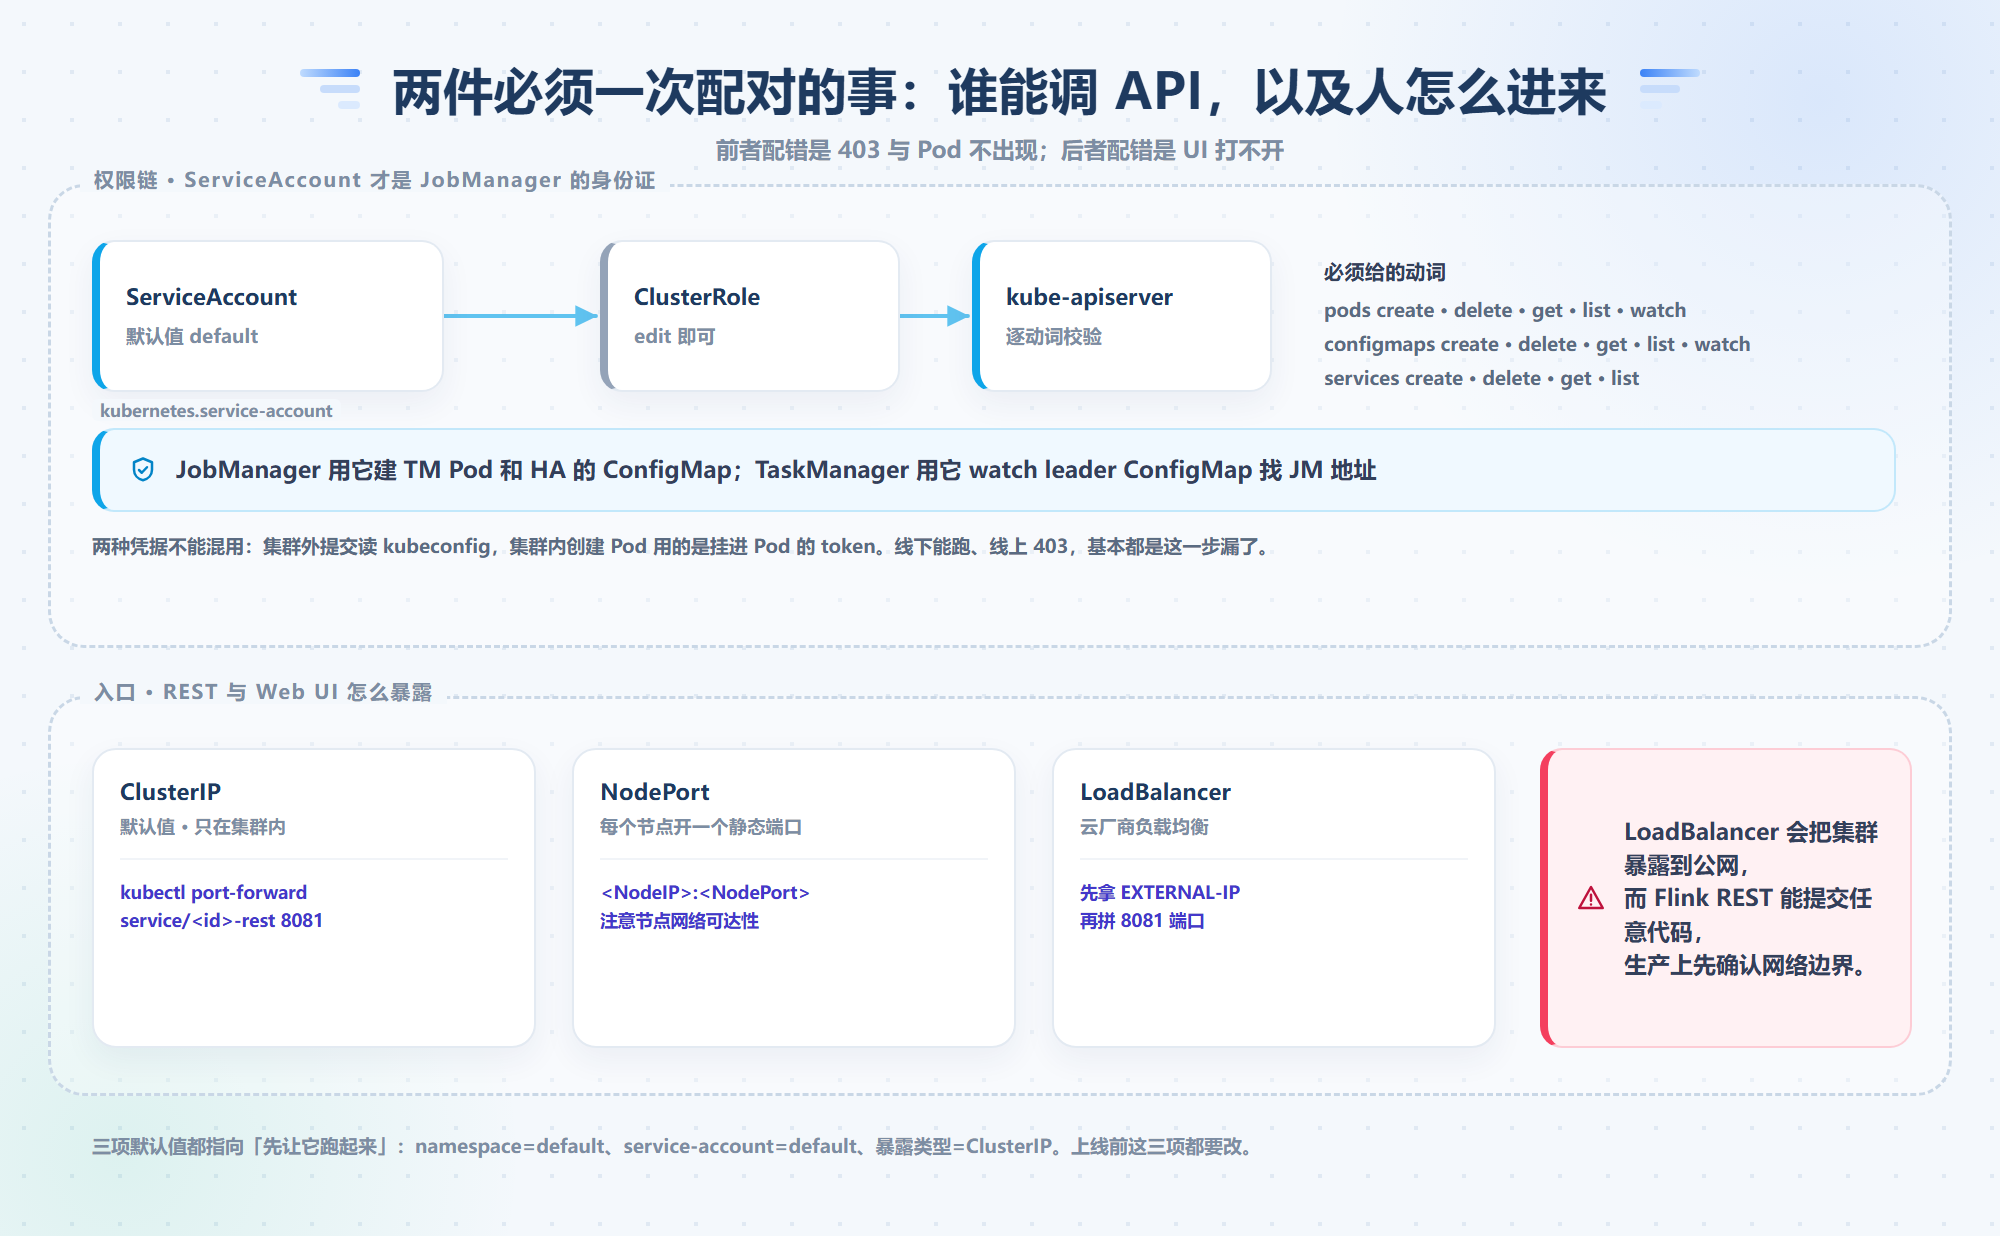 两件必须一次配对的事：谁能调 API，以及人怎么进来
前者配错是 403 与 Pod 不出现；后者配错是 UI 打不开
权限链 • ServiceAccount 才是 JobManager 的身份证
ServiceAccount
默认值 default
ClusterRole
edit 即可
kube-apiserver
逐动词校验
必须给的动词
pods create • delete • get • list • watch
configmaps create • delete • get • list • watch
services create • delete • get • list
kubernetes.service-account
JobManager 用它建 TM Pod 和 HA 的 ConfigMap；TaskManager 用它 watch leader ConfigMap 找 JM 地址
两种凭据不能混用：集群外提交读 kubeconfig，集群内创建 Pod 用的是挂进 Pod 的 token。线下能跑、线上 403，基本都是这一步漏了。
入口 • REST 与 Web UI 怎么暴露
ClusterIP
默认值 • 只在集群内
kubectl port-forward
service/<id>-rest 8081
NodePort
每个节点开一个静态端口
<NodeIP>:<NodePort>
注意节点网络可达性
LoadBalancer
云厂商负载均衡
先拿 EXTERNAL-IP
再拼 8081 端口
LoadBalancer 会把集群
暴露到公网，
而 Flink REST 能提交任
意代码，
生产上先确认网络边界。
三项默认值都指向「先让它跑起来」：namespace=default、service-account=default、暴露类型=ClusterIP。上线前这三项都要改。